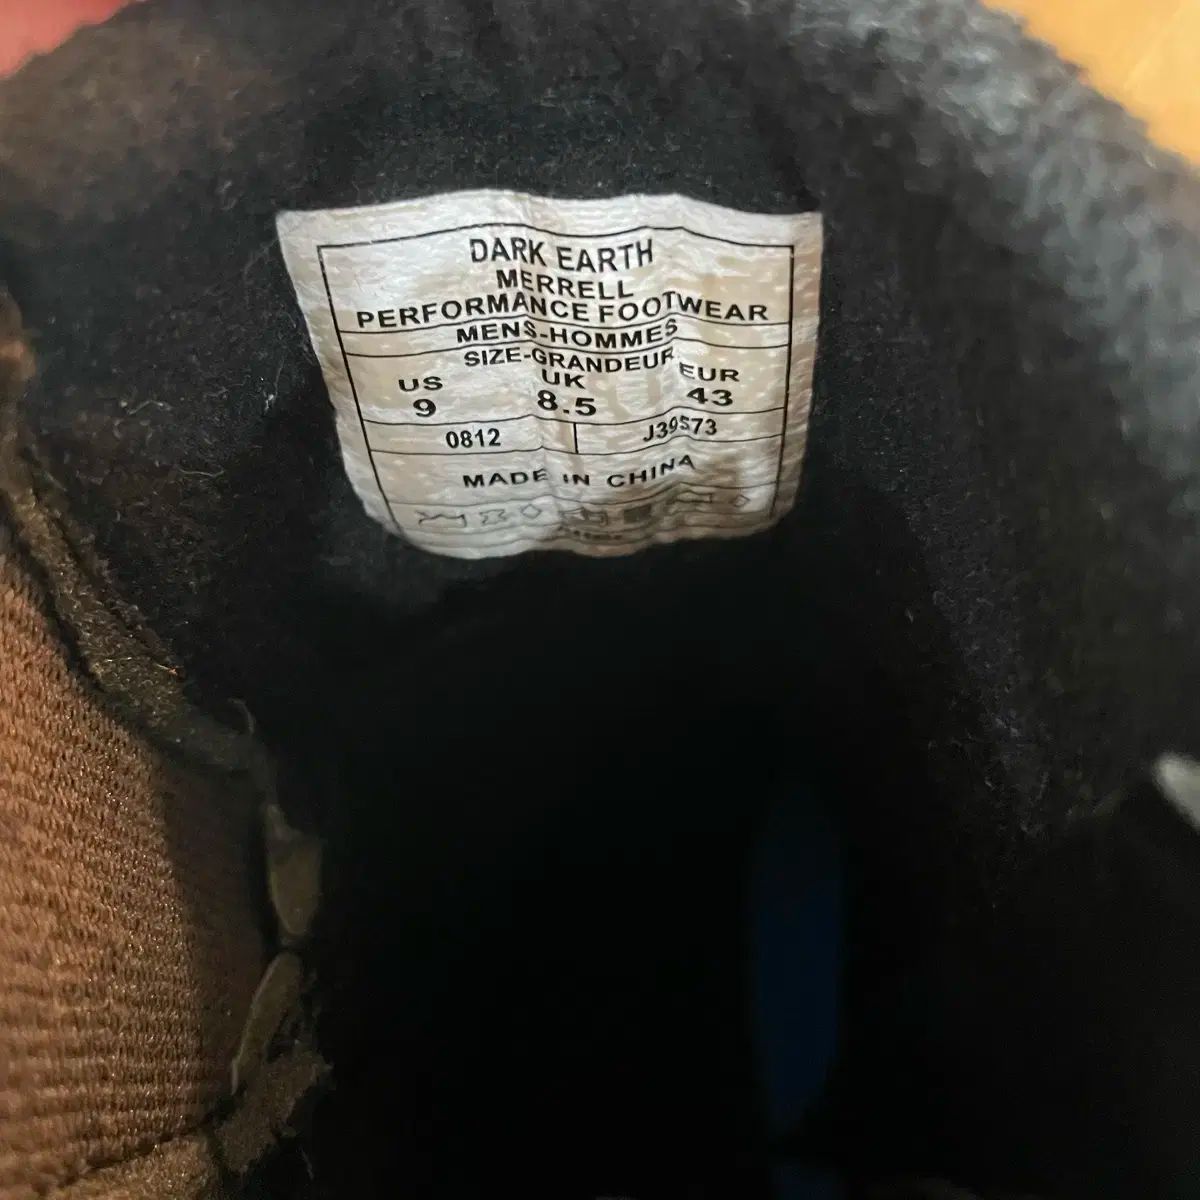 DARK EARTH
MERRELL
PERFORMANCE FOOTWEAR
MENS-HOMMES
SIZE-GRANDEUR
US UK EUR
9 8.5 43
0812 J39573
MADE IN CHINA